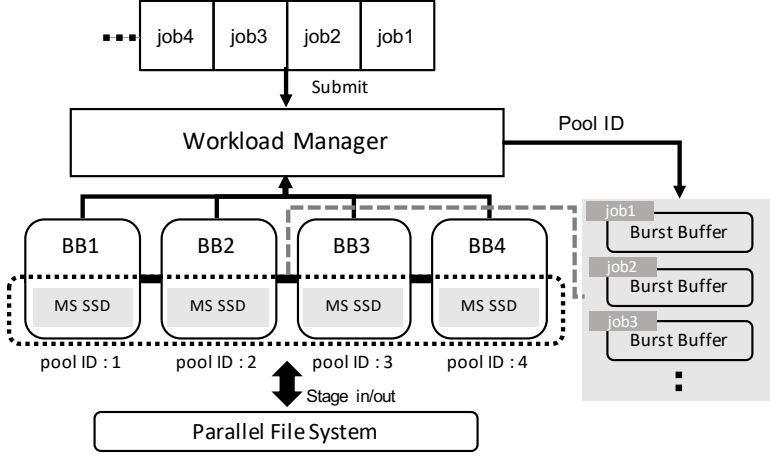 job4 job3 job2 job1
Submit
Workload Manager
Pool ID
BB1 BB2 BB3 BB4
MS SSD MS SSD MS SSD MS SSD
pool ID : 1 pool ID : 2 pool ID : 3 pool ID : 4
Stage in/out
Parallel File System
job1
Burst Buffer
job2
Burst Buffer
job3
Burst Buffer